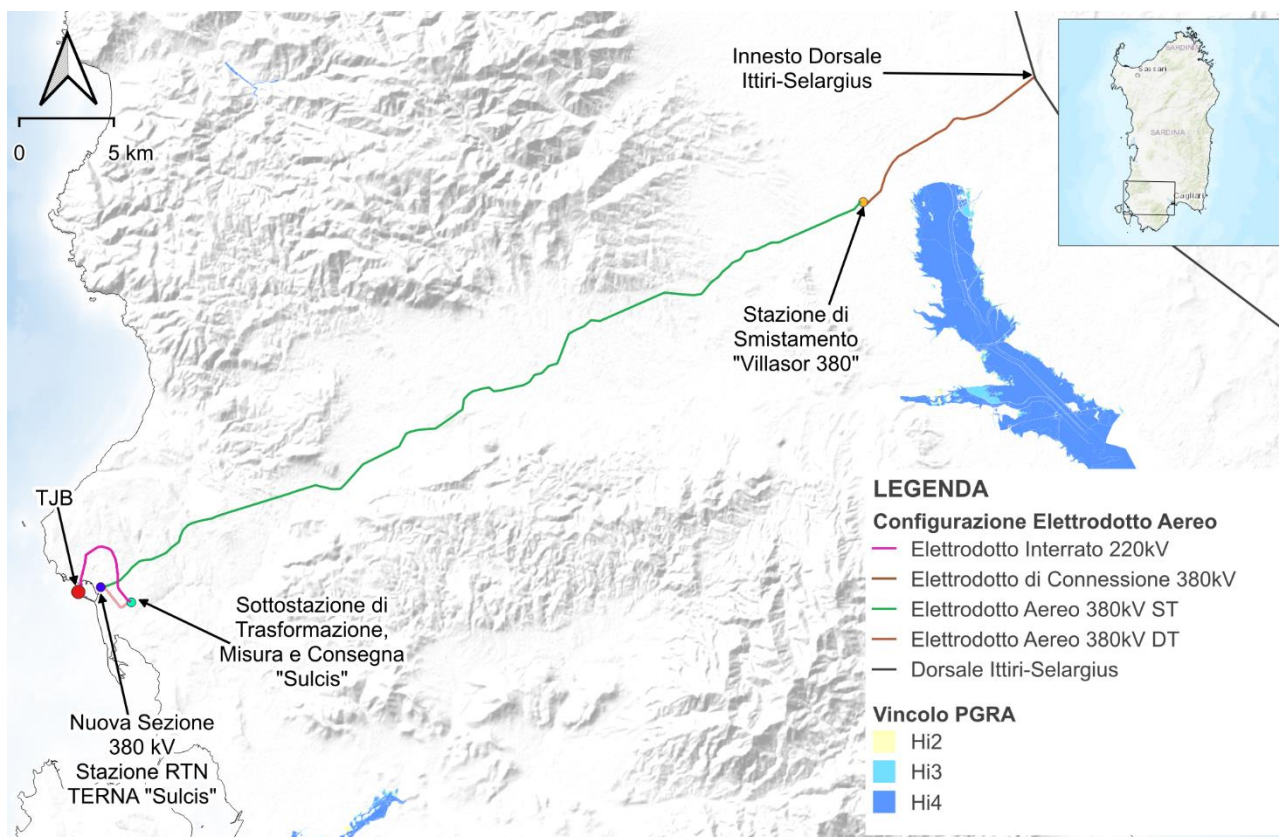 Innesto Dorsale
Ittiri-Selargius
SARDINIA
Sassari
SARDINIA
Cagliari
0
5 km
Stazione di
Smistamento
"Villasor 380"
TJB
Sottostazione di
Trasformazione,
Misura e Consegna
"Sulcis"
Nuova Sezione
380 kV
Stazione RTN
TERNA "Sulcis"
LEGENDA
Configurazione Elettrodotto Aereo
Elettrodotto Interrato 220kV
Elettrodotto di Connessione 380kV
Elettrodotto Aereo 380kV ST
Elettrodotto Aereo 380kV DT
Dorsale Ittiri-Selargius
Vincolo PGRA
Hi2
Hi3
Hi4